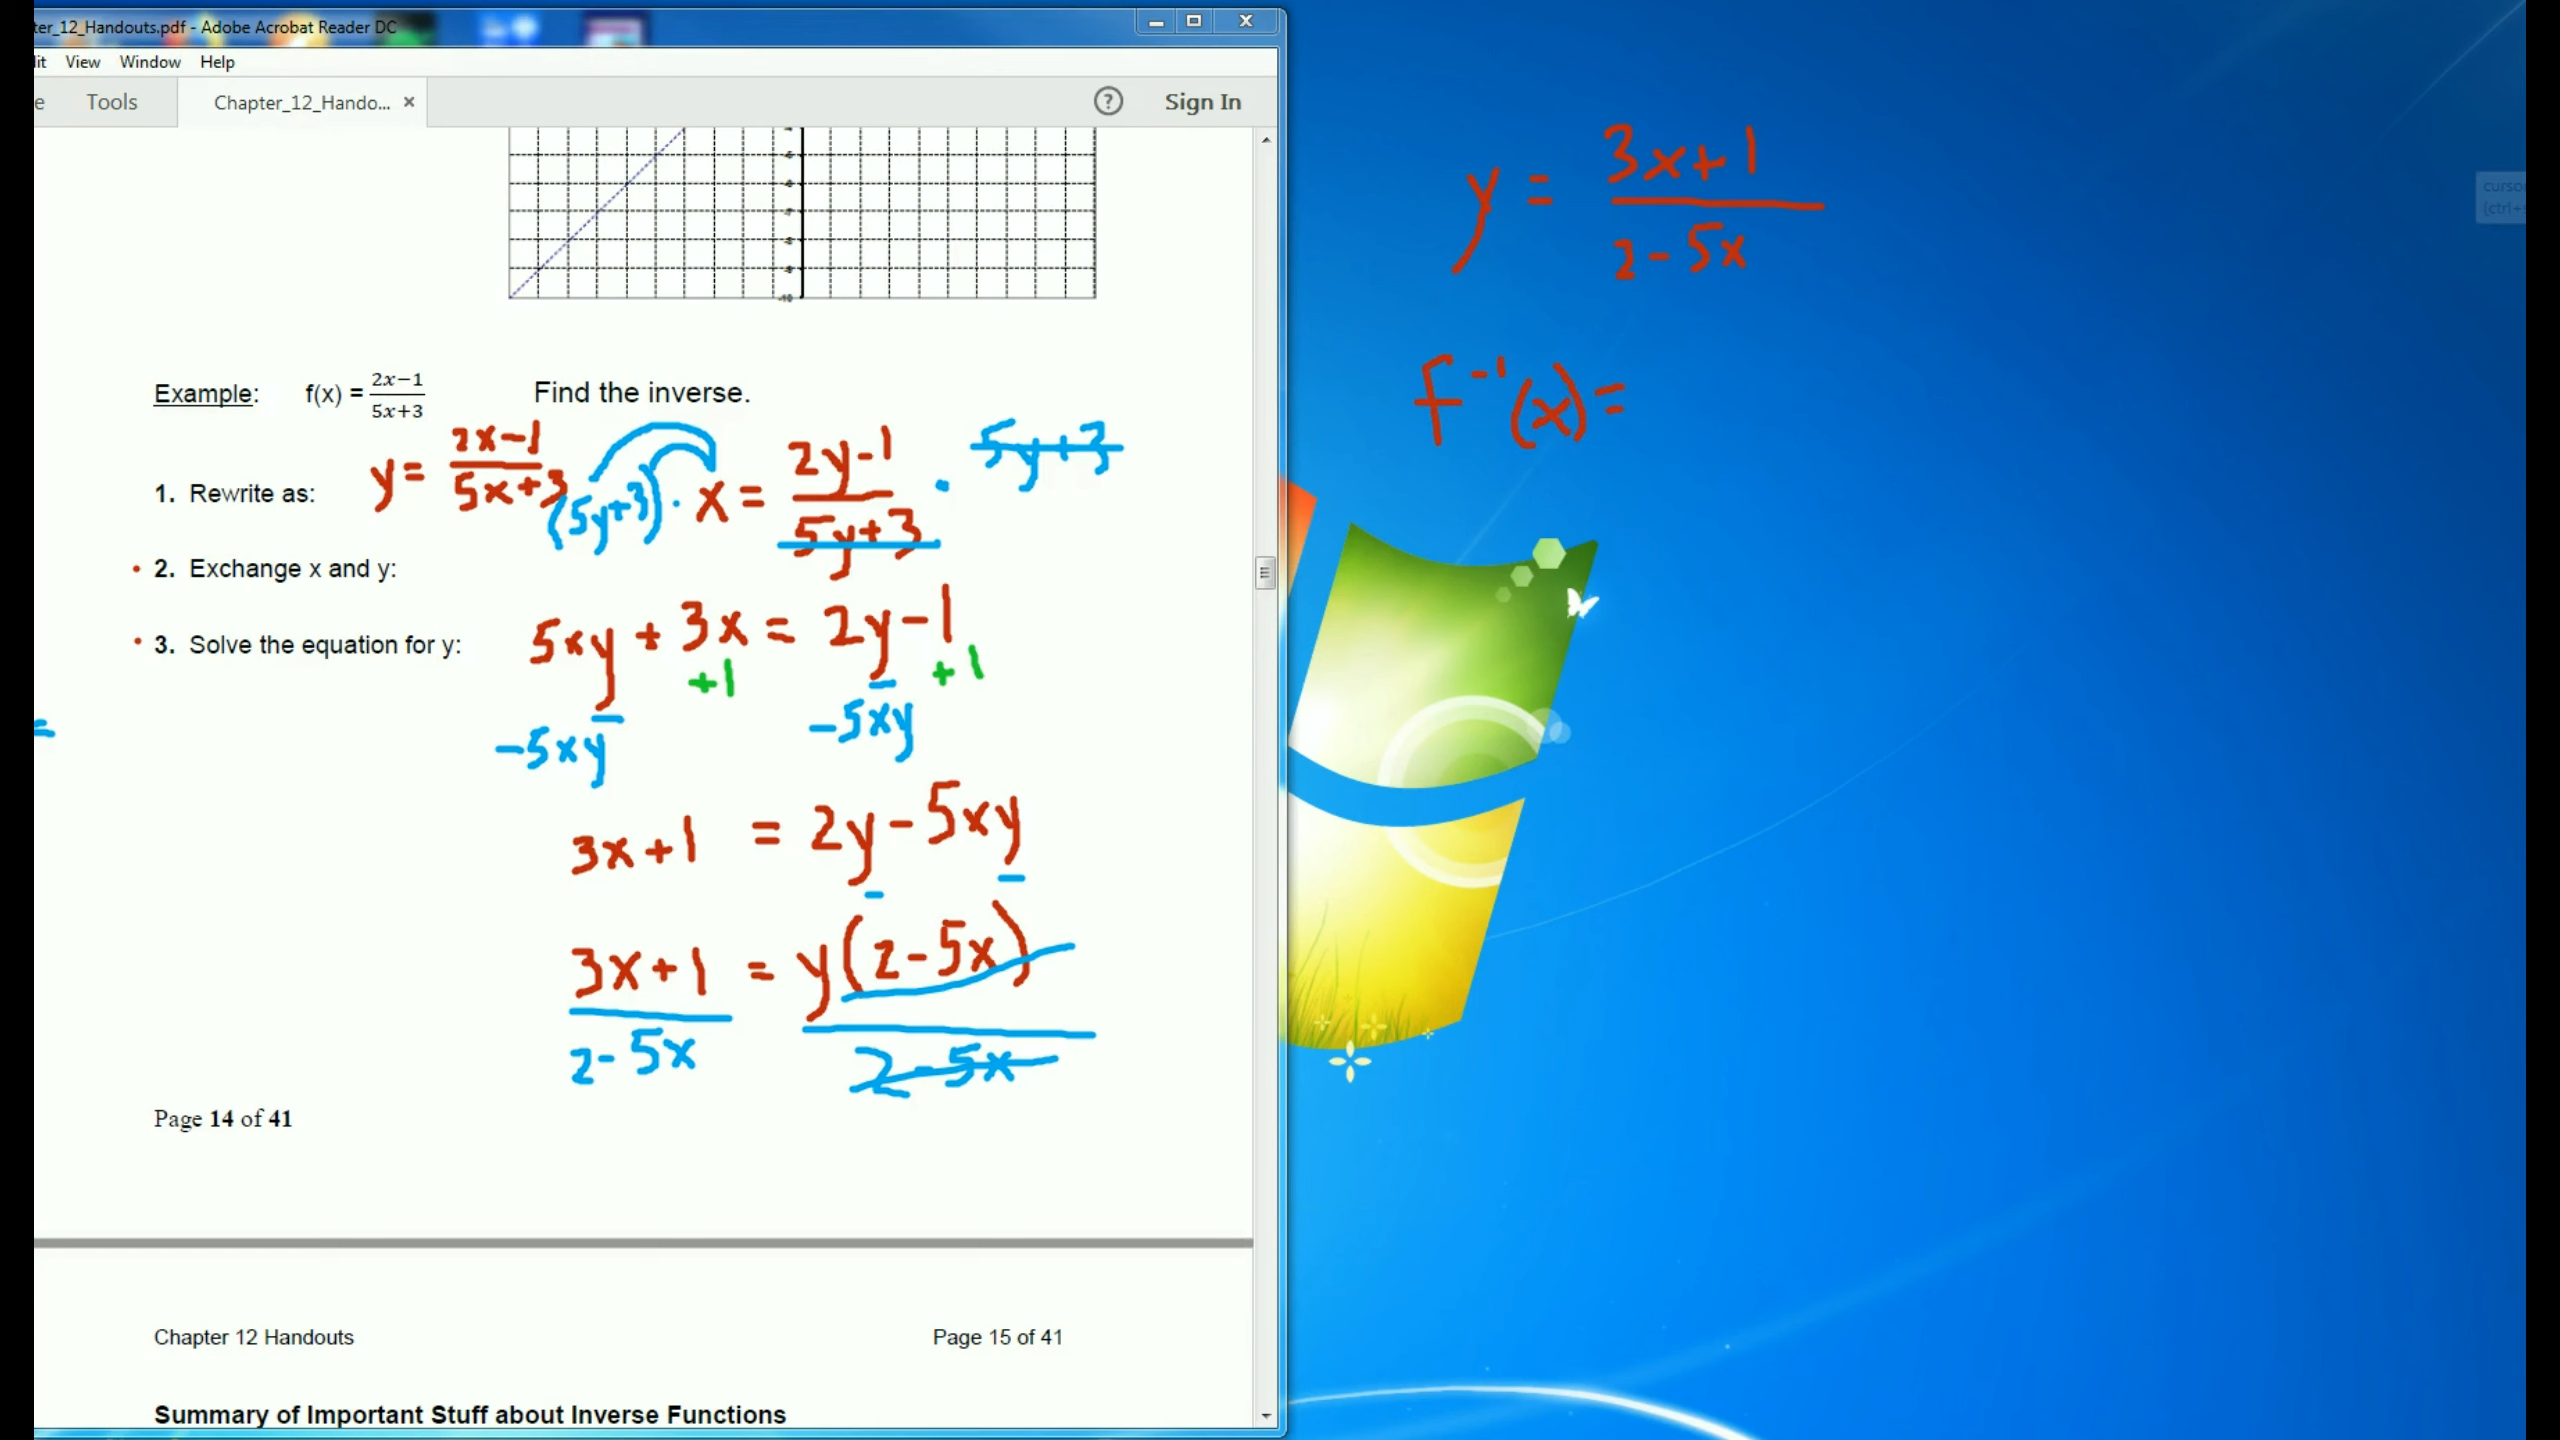 ter_12_Handouts.pdf - Adobe Acrobat Reader DC
it View Window Help
e Tools Chapter_12_Hando... × ? Sign In
-10
Example: f(x) = 2x−1
5x+3
Find the inverse.
1. Rewrite as: y = 2x-1
5x+3
(5y+3) · x = 2y-1
5y+3
· 5y+3
2. Exchange x and y:
3. Solve the equation for y: 5xy + 3x = 2y-1
+1 +1
=
-5xy -5xy
3x+1 = 2y-5xy
3x+1 = y(2-5x)
2-5x 2-5x
Page 14 of 41
Chapter 12 Handouts Page 15 of 41
Summary of Important Stuff about Inverse Functions
y = 3x+1
2-5x
f⁻¹(x) =
curso
(ctrl+